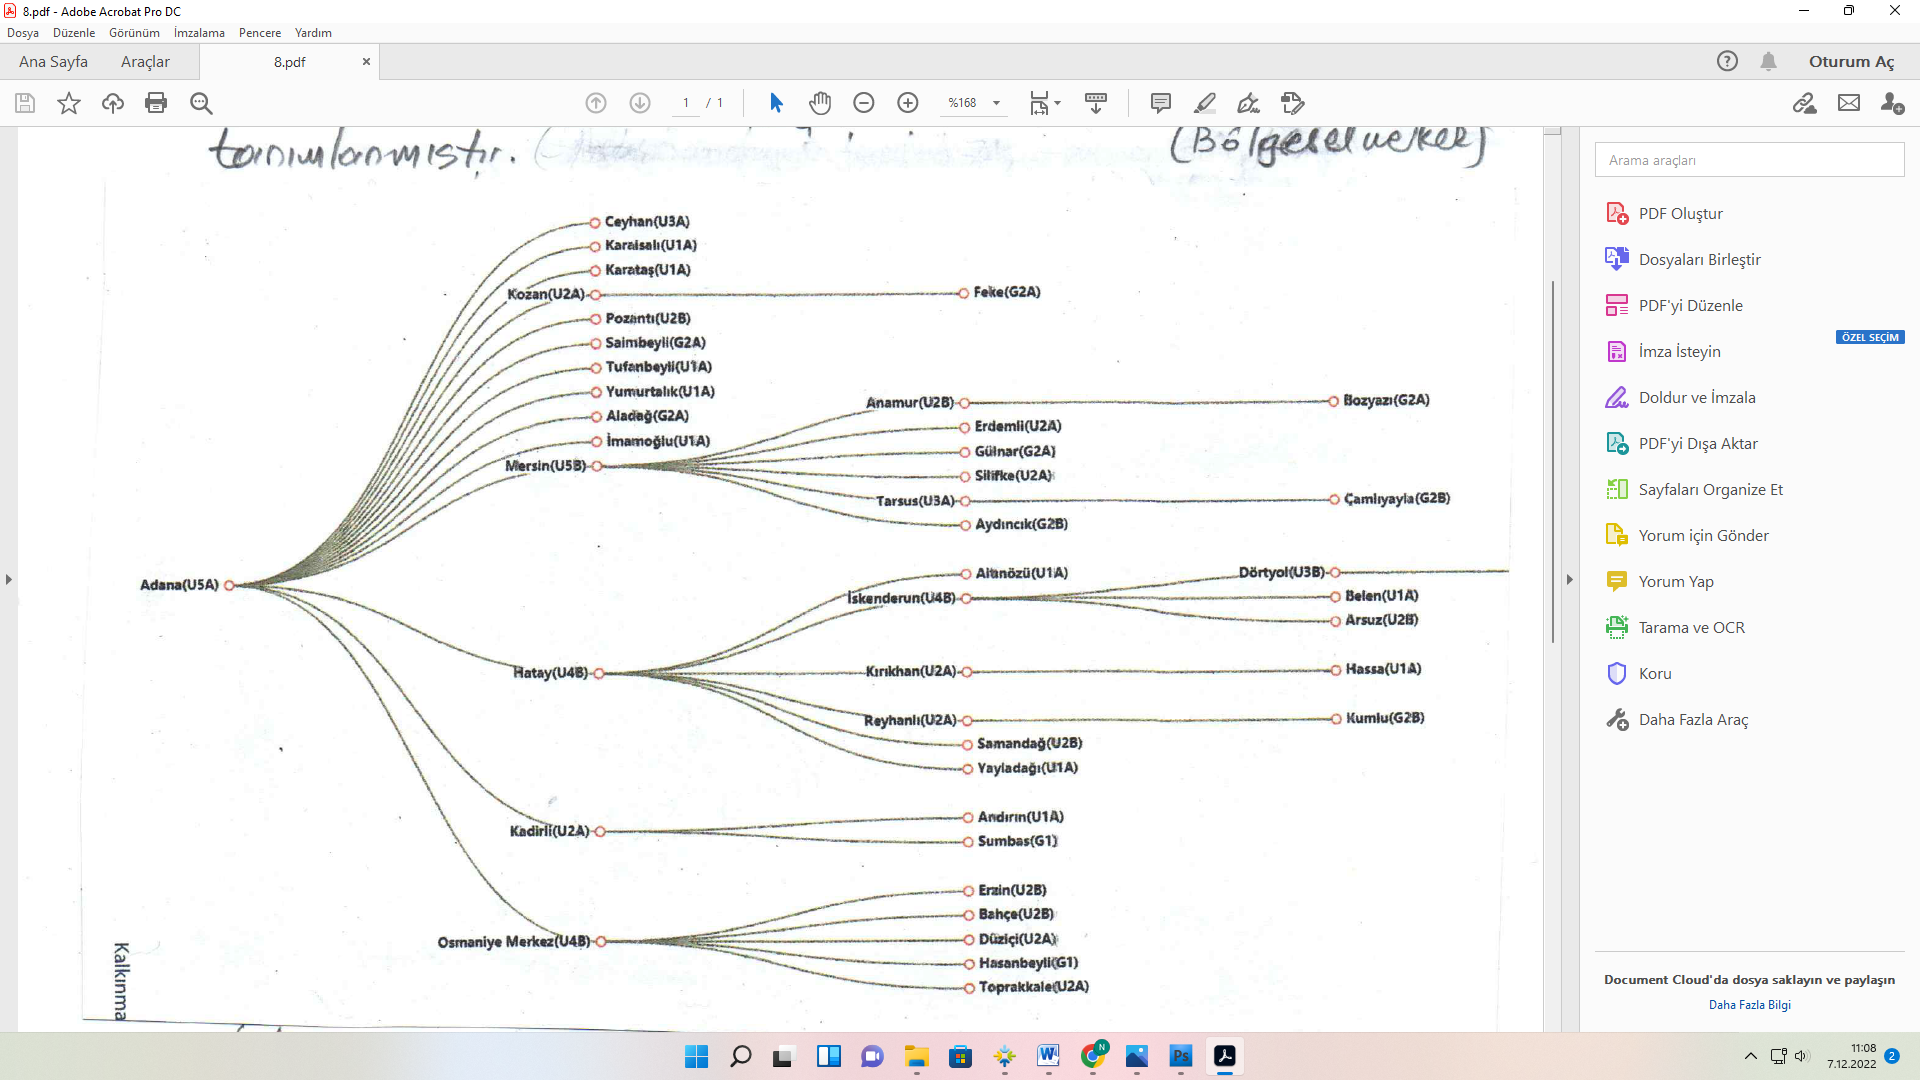 8.pdf - Adobe Acrobat Pro DC
Dosya Düzenle Görünüm İmzalama Pencere Yardım
Ana Sayfa Araçlar 8.pdf × Oturum Aç
1 / 1 %168
tanımlanmıştır. (Bölgesel
Ceyhan(U3A)
Karaisalı(U1A)
Karataş(U1A)
Kozan(U2A) Feke(G2A)
Pozantı(U2B)
Saimbeyli(G2A)
Tufanbeyli(U1A)
Yumurtalık(U1A)
Aladağ(G2A)
İmamoğlu(U1A)
Mersin(U5B)
Anamur(U2B) Bozyazı(G2A)
Erdemli(U2A)
Gülnar(G2A)
Silifke(U2A)
Tarsus(U3A) Çamlıyayla(G2B)
Aydıncık(G2B)
Adana(U5A)
Altınözü(U1A) Dörtyol(U3B)
İskenderun(U4B) Belen(U1A)
Arsuz(U2B)
Hatay(U4B) Kırıkhan(U2A) Hassa(U1A)
Reyhanlı(U2A) Kumlu(G2B)
Samandağ(U2B)
Yayladağı(U1A)
Kadirli(U2A) Andırın(U1A)
Sumbas(G1)
Erzin(U2B)
Bahçe(U2B)
Osmaniye Merkez(U4B) Düziçi(U2A)
Hasanbeyli(G1)
Toprakkale(U2A)
Kalkınma
Arama araçları
PDF Oluştur
Dosyaları Birleştir
PDF'yi Düzenle
ÖZEL SEÇİM
İmza İsteyin
Doldur ve İmzala
PDF'yi Dışa Aktar
Sayfaları Organize Et
Yorum için Gönder
Yorum Yap
Tarama ve OCR
Koru
Daha Fazla Araç
Document Cloud'da dosya saklayın ve paylaşın
Daha Fazla Bilgi
N
Ps
11:08
7.12.2022 2